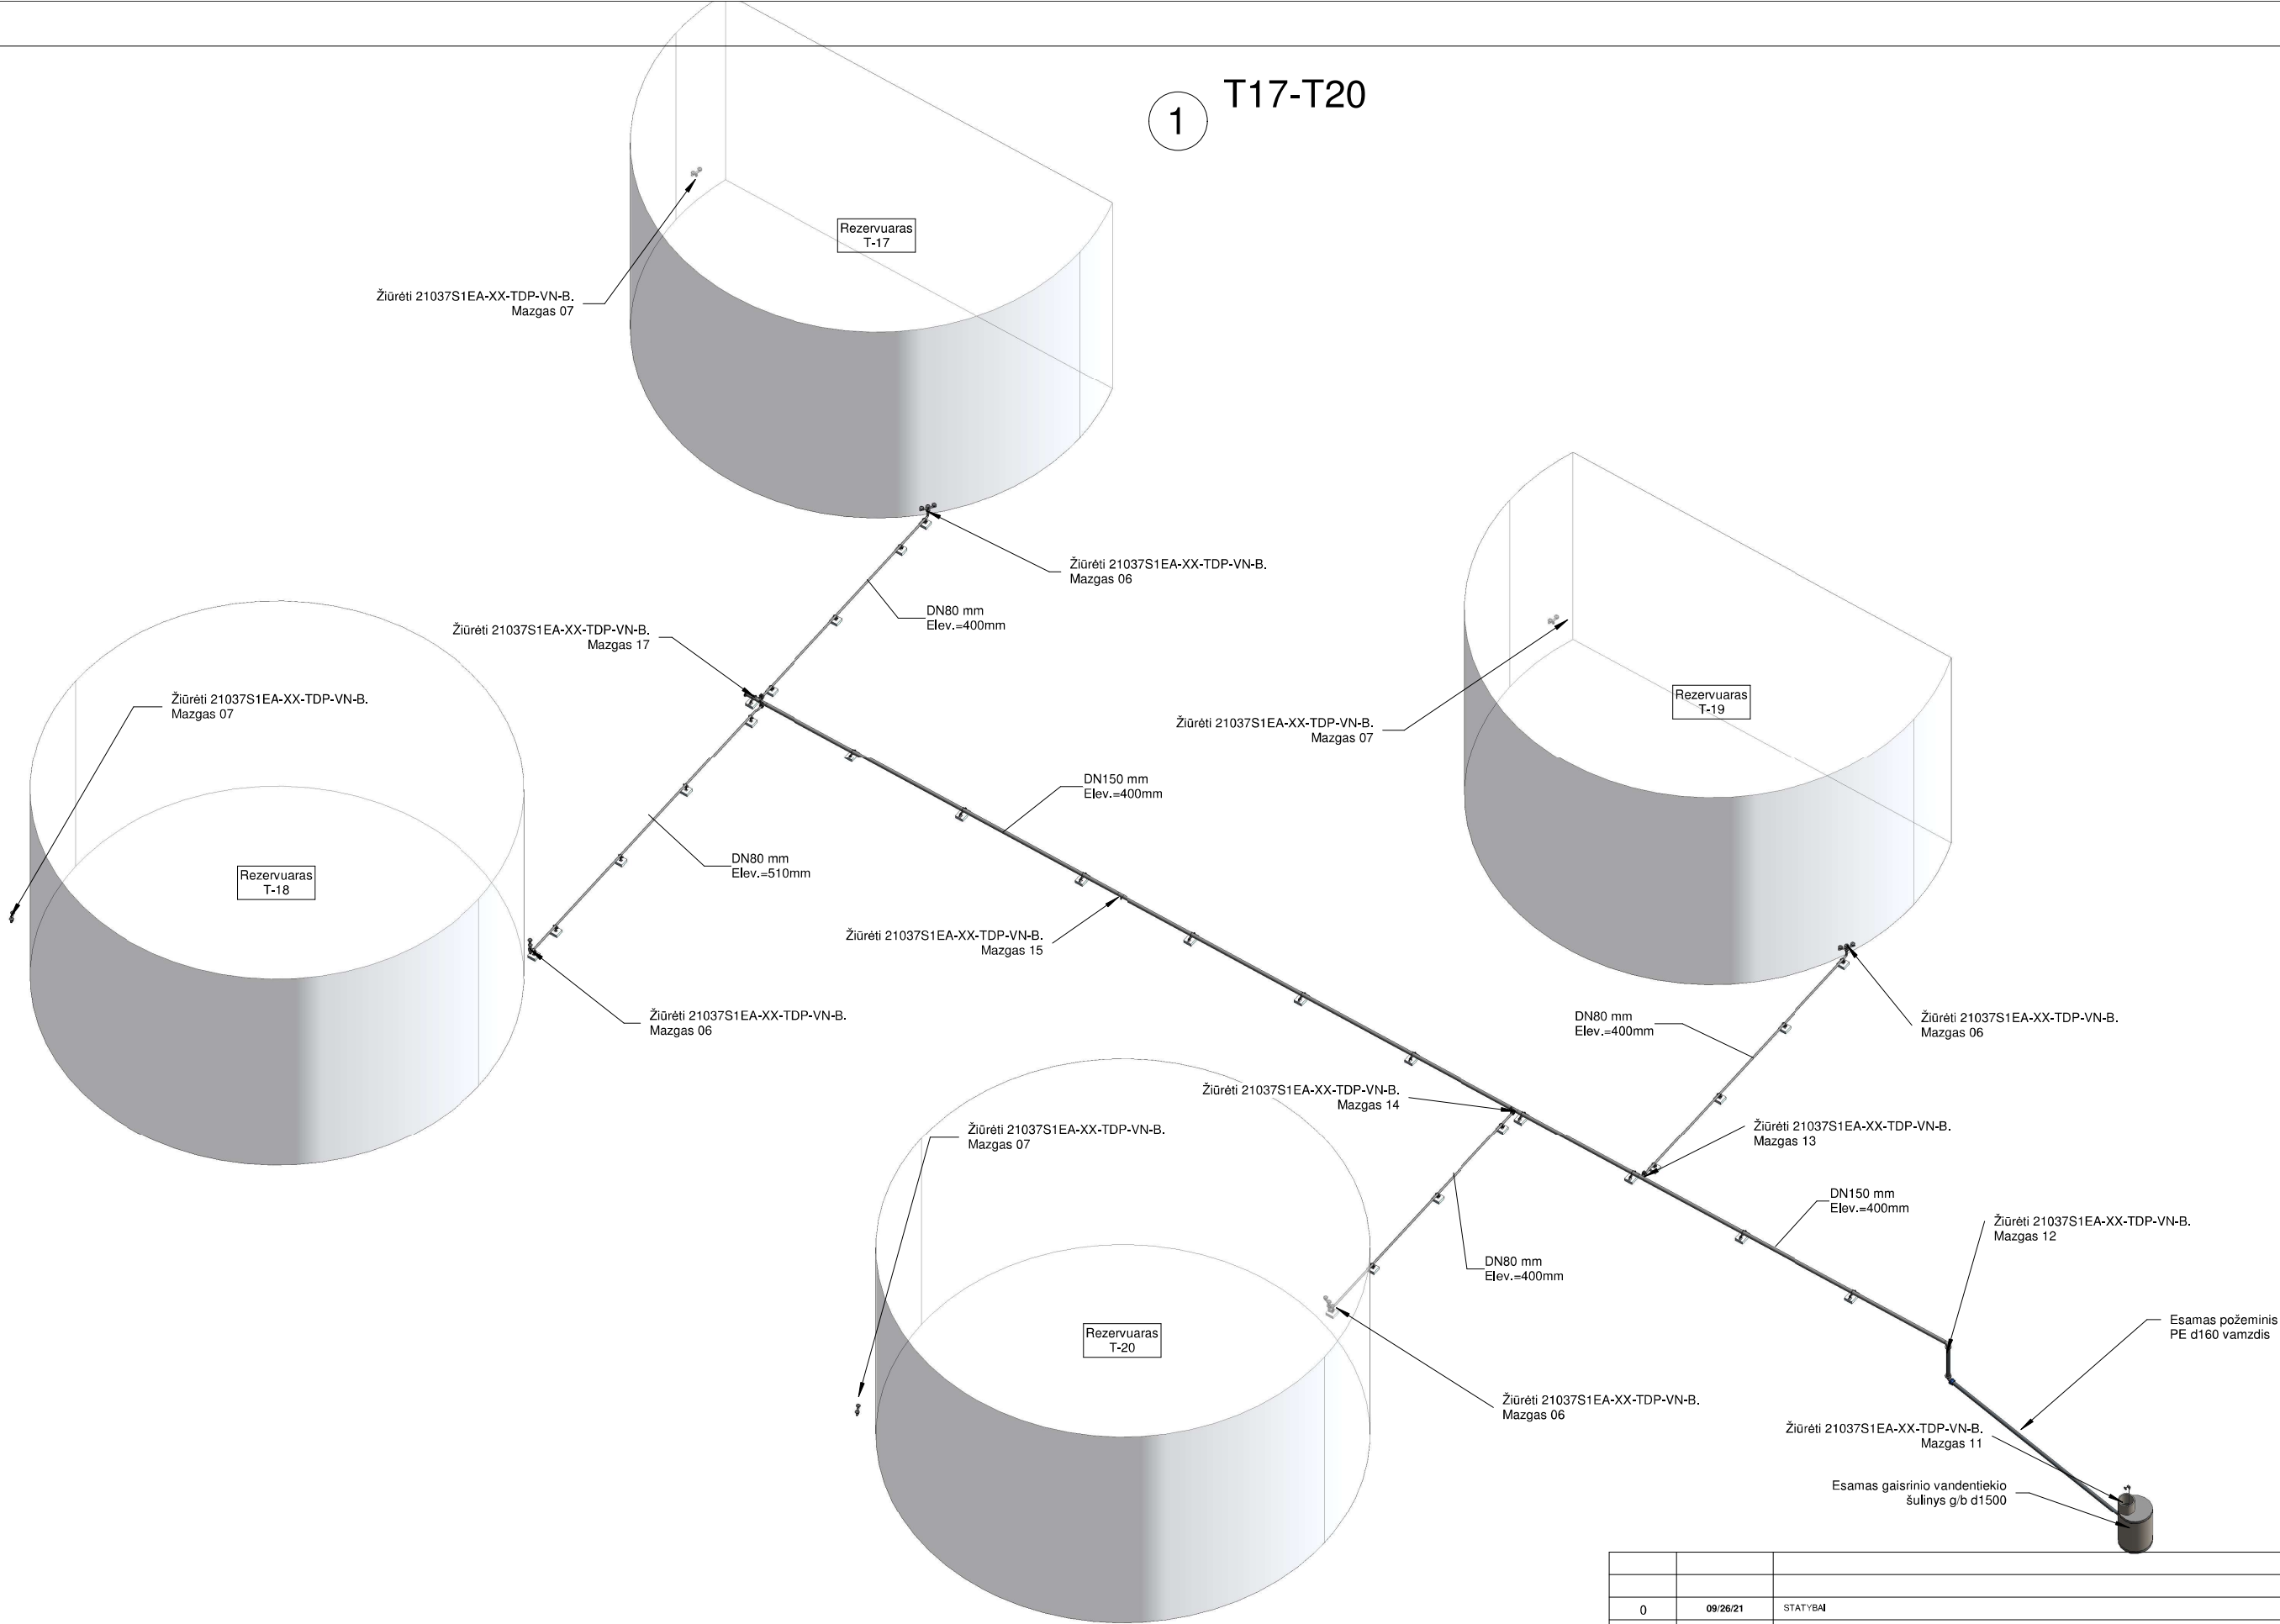 1
T17-T20
Rezervuaras
T-17
Žiūrėti 21037S1EA-XX-TDP-VN-B.
Mazgas 07
Žiūrėti 21037S1EA-XX-TDP-VN-B.
Mazgas 06
DN80 mm
Elev.=400mm
Žiūrėti 21037S1EA-XX-TDP-VN-B.
Mazgas 17
Žiūrėti 21037S1EA-XX-TDP-VN-B.
Mazgas 07
Rezervuaras
T-19
Žiūrėti 21037S1EA-XX-TDP-VN-B.
Mazgas 07
DN150 mm
Elev.=400mm
DN80 mm
Elev.=510mm
Rezervuaras
T-18
Žiūrėti 21037S1EA-XX-TDP-VN-B.
Mazgas 15
Žiūrėti 21037S1EA-XX-TDP-VN-B.
Mazgas 06
DN80 mm
Elev.=400mm
Žiūrėti 21037S1EA-XX-TDP-VN-B.
Mazgas 06
Žiūrėti 21037S1EA-XX-TDP-VN-B.
Mazgas 14
Žiūrėti 21037S1EA-XX-TDP-VN-B.
Mazgas 07
Žiūrėti 21037S1EA-XX-TDP-VN-B.
Mazgas 13
DN150 mm
Elev.=400mm
Žiūrėti 21037S1EA-XX-TDP-VN-B.
Mazgas 12
DN80 mm
Elev.=400mm
Rezervuaras
T-20
Esamas požeminis
PE d160 vamzdis
Žiūrėti 21037S1EA-XX-TDP-VN-B.
Mazgas 06
Žiūrėti 21037S1EA-XX-TDP-VN-B.
Mazgas 11
Esamas gaisrinio vandentiekio
šulinys g/b d1500
0 09/26/21 STATYBAI